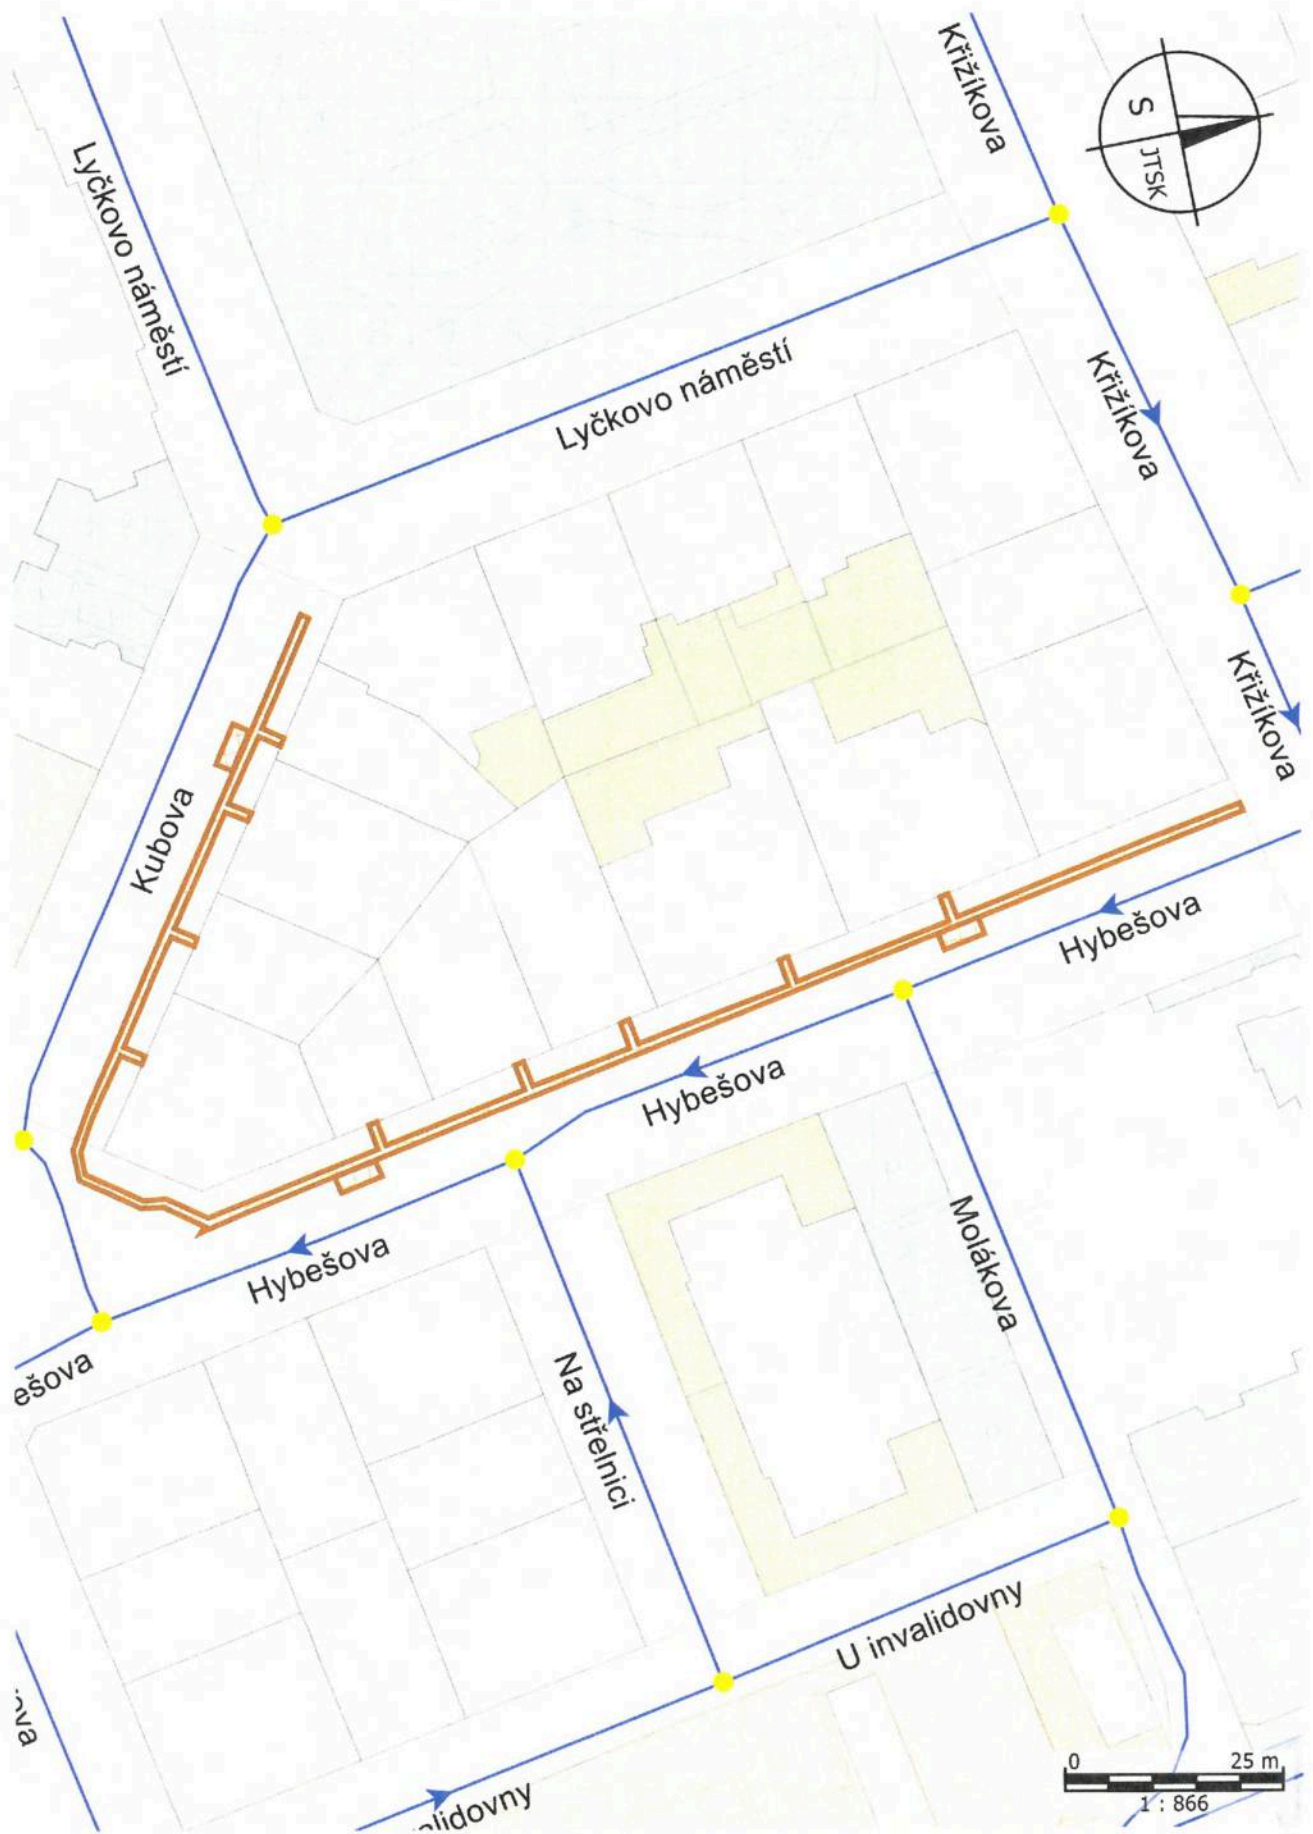 Křižíkova
S
JTSK
Lyčkovo náměstí
Lyčkovo náměstí
Křižíkova
Křižíkova
Kubova
Hybešova
Hybešova
Hybešova
Molákova
ešova
Na střelnici
U invalidovny
ova
alidovny
0 25 m
1 : 866